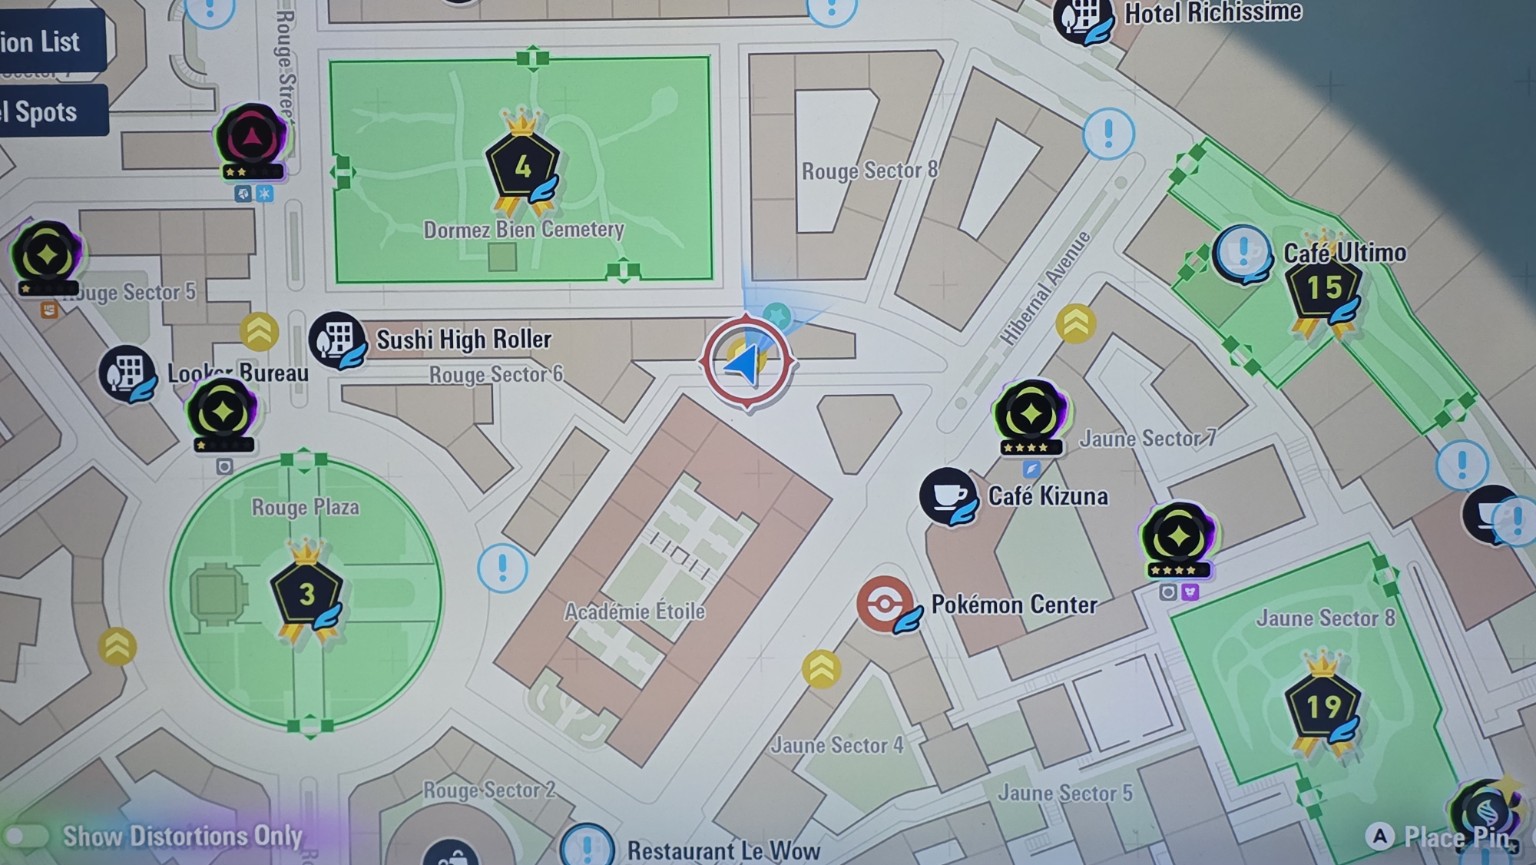 Hotel Richissime
ion List
Rouge Street
l Spots
4
Rouge Sector 8
Dormez Bien Cemetery
Hibernal Avenue
Café Ultimo
15
Rouge Sector 5
Sushi High Roller
Looker Bureau
Rouge Sector 6
Jaune Sector 7
Café Kizuna
Rouge Plaza
3
Académie Étoile
Pokémon Center
Jaune Sector 8
19
Jaune Sector 4
Rouge Sector 2
Jaune Sector 5
Show Distortions Only
Restaurant Le Wow
A Place Pin